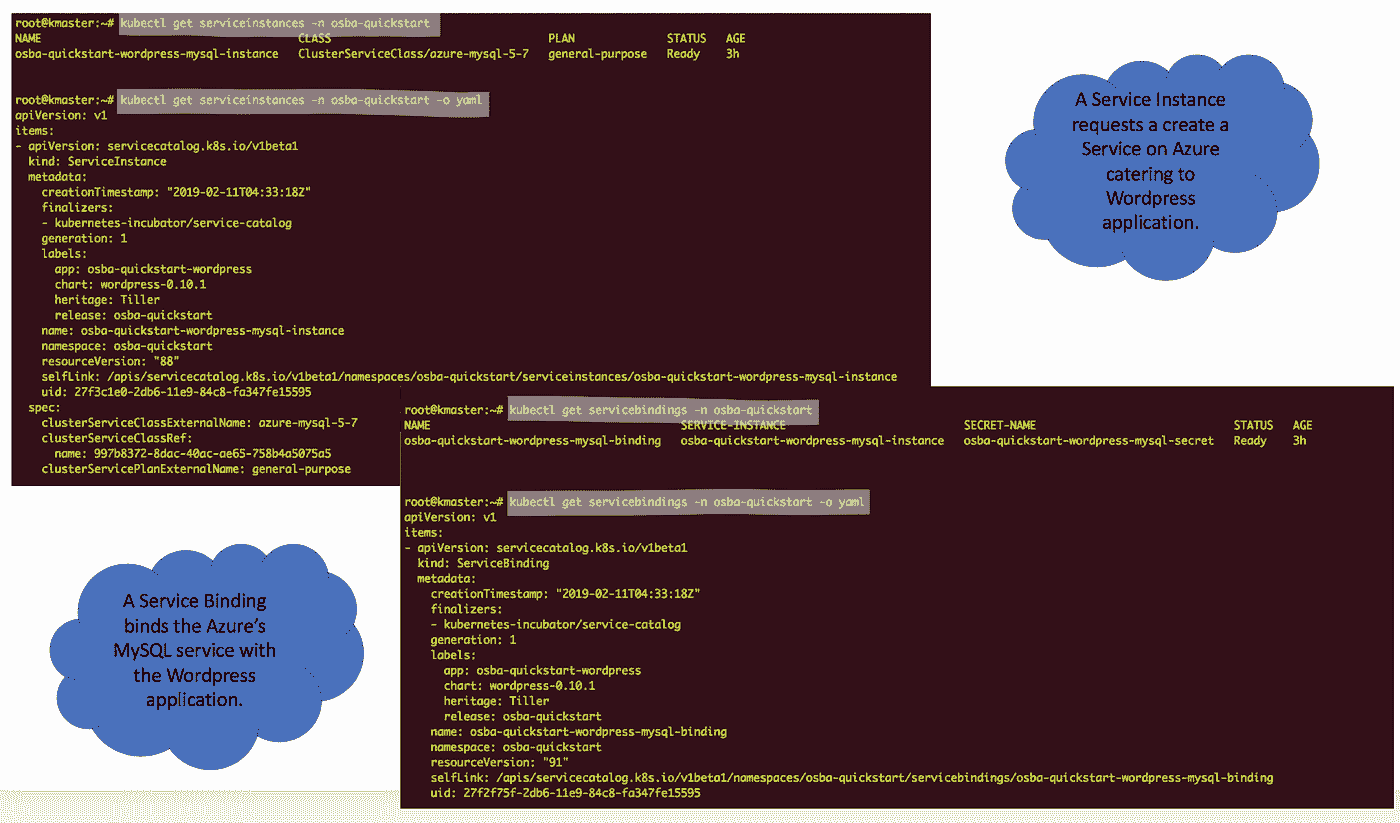 root@kmaster:~# kubectl get serviceinstances -n osba-quickstart
NAME CLASS PLAN STATUS AGE
osba-quickstart-wordpress-mysql-instance ClusterServiceClass/azure-mysql-5-7 general-purpose Ready 3h
root@kmaster:~# kubectl get serviceinstances -n osba-quickstart -o yaml
apiVersion: v1
items:
- apiVersion: servicecatalog.k8s.io/v1beta1
kind: ServiceInstance
metadata:
creationTimestamp: "2019-02-11T04:33:18Z"
finalizers:
- kubernetes-incubator/service-catalog
generation: 1
labels:
app: osba-quickstart-wordpress
chart: wordpress-0.10.1
heritage: Tiller
release: osba-quickstart
name: osba-quickstart-wordpress-mysql-instance
namespace: osba-quickstart
resourceVersion: "88"
selfLink: /apis/servicecatalog.k8s.io/v1beta1/namespaces/osba-quickstart/serviceinstances/osba-quickstart-wordpress-mysql-instance
uid: 27f3c1e0-2db6-11e9-84c8-fa347fe15595
spec:
clusterServiceClassExternalName: azure-mysql-5-7
clusterServiceClassRef:
name: 997b8372-8dac-40ac-ae65-758b4a5075a5
clusterServicePlanExternalName: general-purpose
A Service Instance
requests a create a
Service on Azure
catering to
Wordpress
application.
root@kmaster:~# kubectl get servicebindings -n osba-quickstart
NAME SERVICE-INSTANCE SECRET-NAME STATUS AGE
osba-quickstart-wordpress-mysql-binding osba-quickstart-wordpress-mysql-instance osba-quickstart-wordpress-mysql-secret Ready 3h
root@kmaster:~# kubectl get servicebindings -n osba-quickstart -o yaml
apiVersion: v1
items:
- apiVersion: servicecatalog.k8s.io/v1beta1
kind: ServiceBinding
metadata:
creationTimestamp: "2019-02-11T04:33:18Z"
finalizers:
- kubernetes-incubator/service-catalog
generation: 1
labels:
app: osba-quickstart-wordpress
chart: wordpress-0.10.1
heritage: Tiller
release: osba-quickstart
name: osba-quickstart-wordpress-mysql-binding
namespace: osba-quickstart
resourceVersion: "91"
selfLink: /apis/servicecatalog.k8s.io/v1beta1/namespaces/osba-quickstart/servicebindings/osba-quickstart-wordpress-mysql-binding
uid: 27f2f75f-2db6-11e9-84c8-fa347fe15595
A Service Binding
binds the Azure's
MySQL service with
the Wordpress
application.